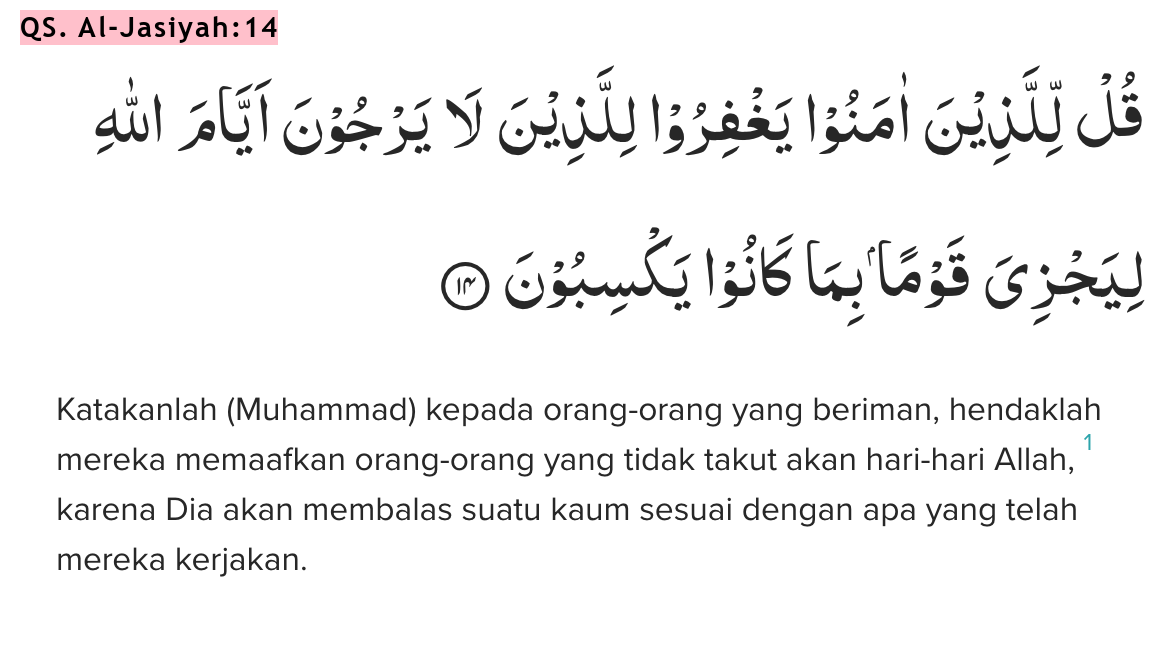 QS. Al-Jasiyah:14
قُلْ لِّلَّذِيْنَ اٰمَنُوْا يَغْفِرُوْا لِلَّذِيْنَ لَا يَرْجُوْنَ اَيَّامَ اللّٰهِ
لِيَجْزِىَ قَوْمًاۢ بِمَا كَانُوْا يَكْسِبُوْنَ ١٤
Katakanlah (Muhammad) kepada orang-orang yang beriman, hendaklah
mereka memaafkan orang-orang yang tidak takut akan hari-hari Allah, 1
karena Dia akan membalas suatu kaum sesuai dengan apa yang telah
mereka kerjakan.